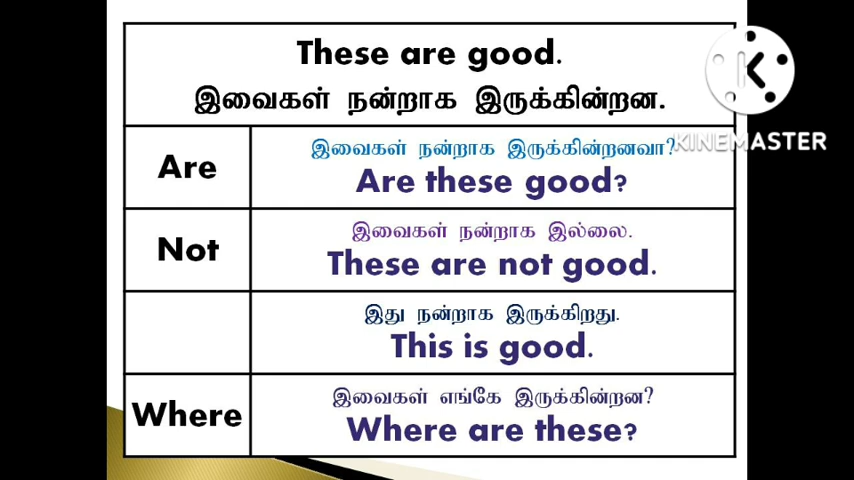 These are good.
இவைகள் நன்றாக இருக்கின்றன.
Are
இவைகள் நன்றாக இருக்கின்றனவா?
Are these good?
Not
இவைகள் நன்றாக இல்லை.
These are not good.
இது நன்றாக இருக்கிறது.
This is good.
Where
இவைகள் எங்கே இருக்கின்றன?
Where are these?
KINEMASTER